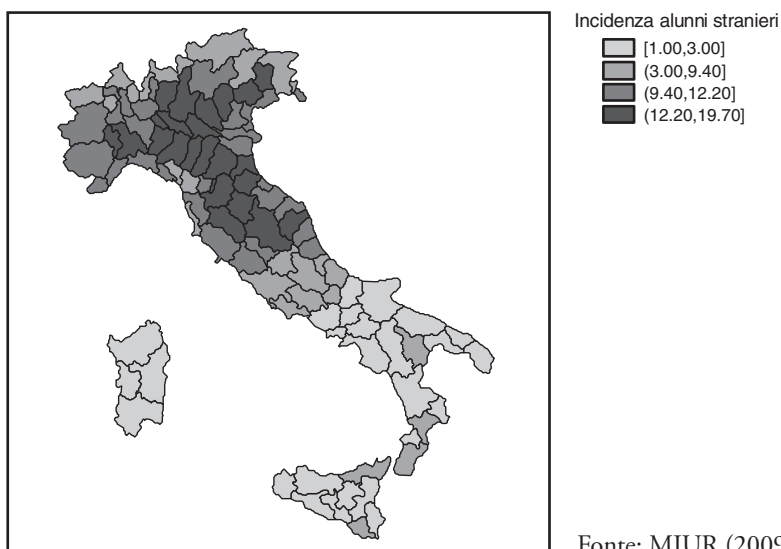 Incidenza alunni stranieri
[1.00,3.00]
(3.00,9.40]
(9.40,12.20]
(12.20,19.70]
Fonte: MIUR (2009